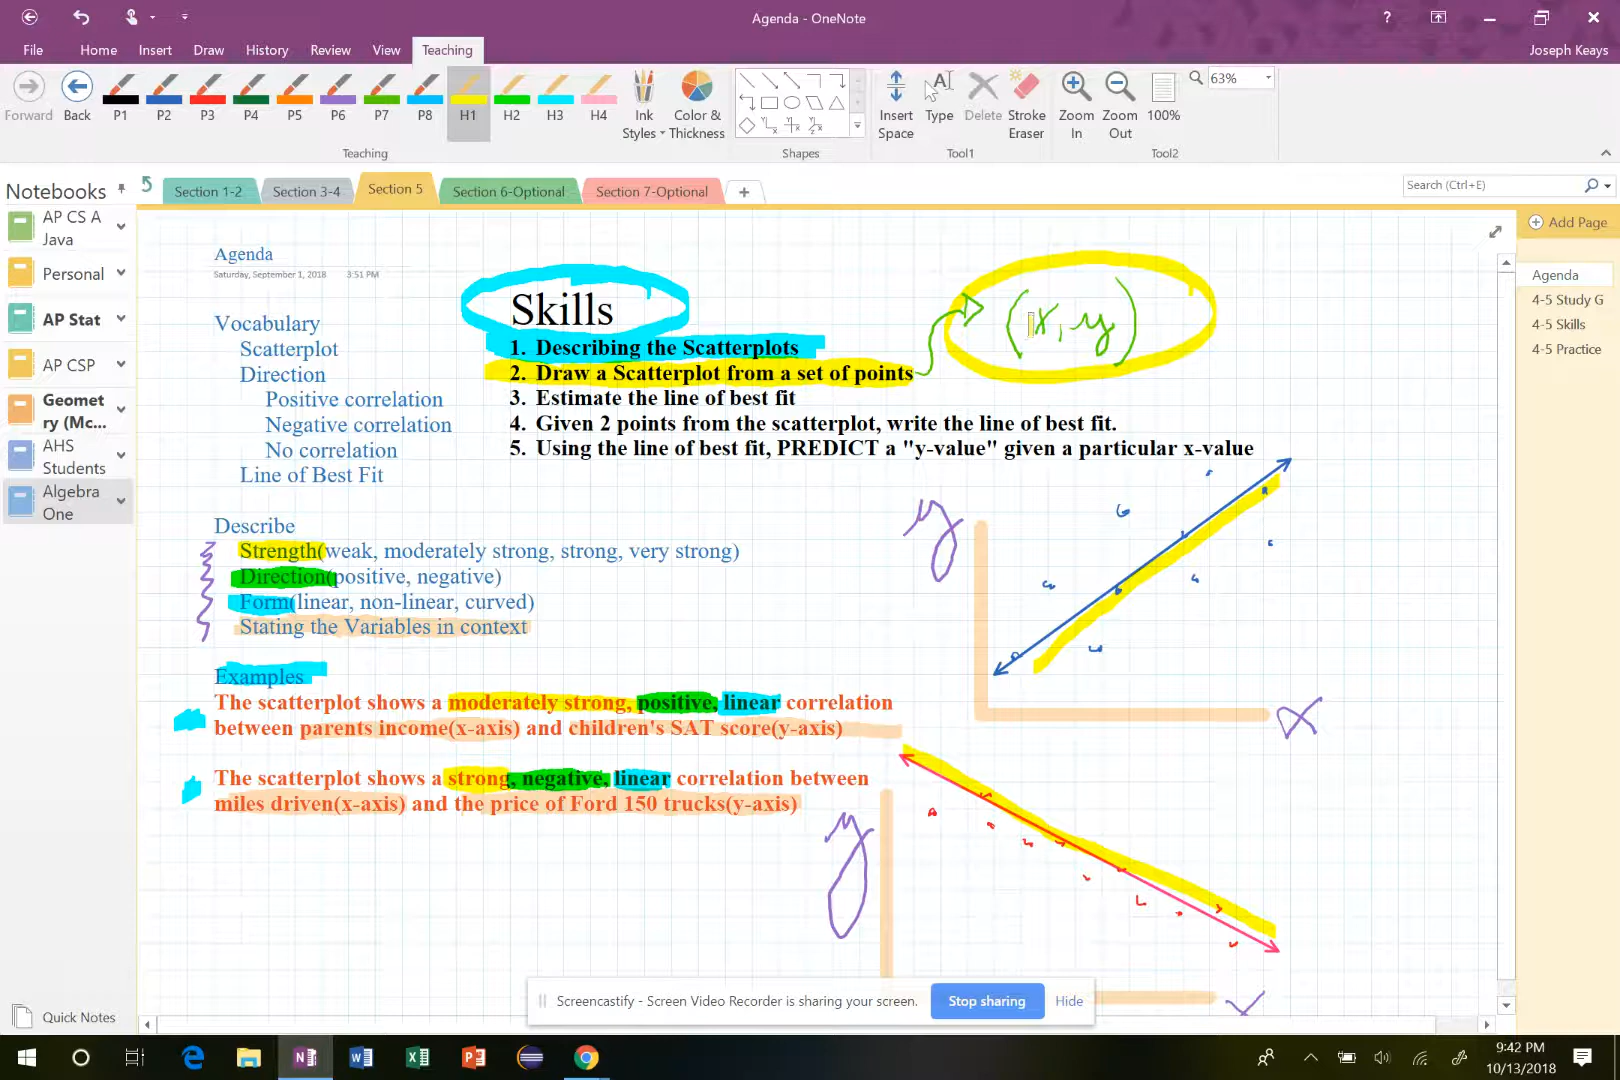 Agenda - OneNote
?
File Home Insert Draw History Review View Teaching Joseph Keays
Forward Back P1 P2 P3 P4 P5 P6 P7 P8 H1 H2 H3 H4 Ink Styles Color & Thickness Insert Space Type Delete Stroke Eraser Zoom In Zoom Out 100% 63%
Teaching Shapes Tool1 Tool2
Notebooks
Section 1-2 Section 3-4 Section 5 Section 6-Optional Section 7-Optional + Search (Ctrl+E)
AP CS A Java
Personal
AP Stat
AP CSP
Geometry (Mc...
AHS Students
Algebra One
Quick Notes
Add Page
Agenda
4-5 Study G
4-5 Skills
4-5 Practice
Agenda
Saturday, September 1, 2018 3:51 PM
Vocabulary
Scatterplot
Direction
Positive correlation
Negative correlation
No correlation
Line of Best Fit
Skills
1. Describing the Scatterplots
2. Draw a Scatterplot from a set of points
3. Estimate the line of best fit
4. Given 2 points from the scatterplot, write the line of best fit.
5. Using the line of best fit, PREDICT a "y-value" given a particular x-value
(x, y)
Describe
Strength(weak, moderately strong, strong, very strong)
Direction(positive, negative)
Form(linear, non-linear, curved)
Stating the Variables in context
y
x
Examples
The scatterplot shows a moderately strong, positive, linear correlation
between parents income(x-axis) and children's SAT score(y-axis)
The scatterplot shows a strong, negative, linear correlation between
miles driven(x-axis) and the price of Ford 150 trucks(y-axis)
y
x
Screencastify - Screen Video Recorder is sharing your screen. Stop sharing Hide
9:42 PM
10/13/2018